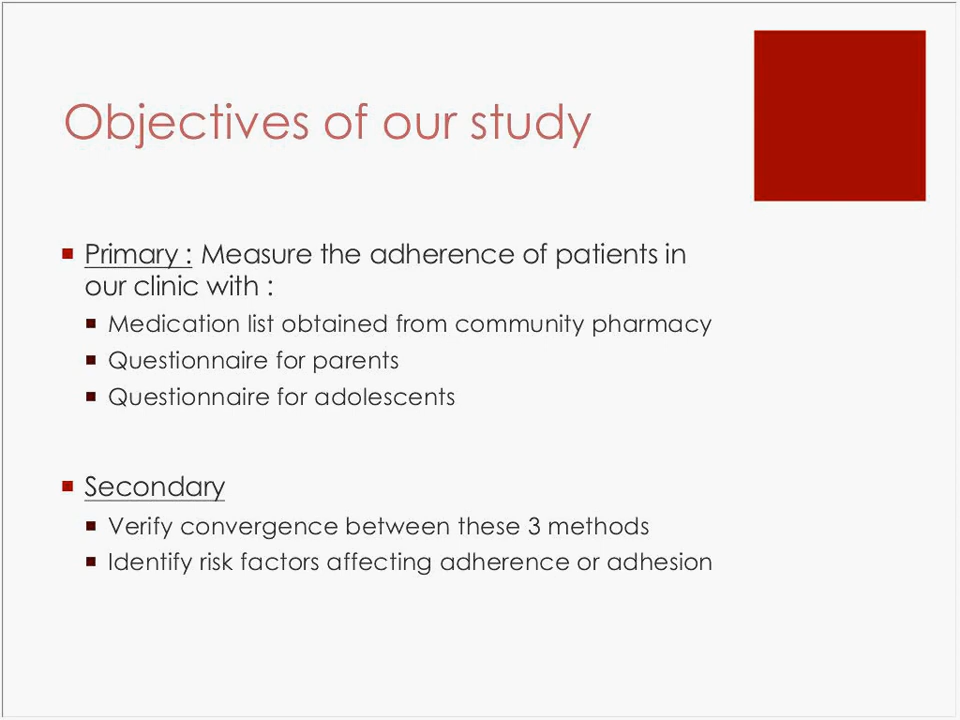 Objectives of our study
Primary : Measure the adherence of patients in
our clinic with :
Medication list obtained from community pharmacy
Questionnaire for parents
Questionnaire for adolescents
Secondary
Verify convergence between these 3 methods
Identify risk factors affecting adherence or adhesion